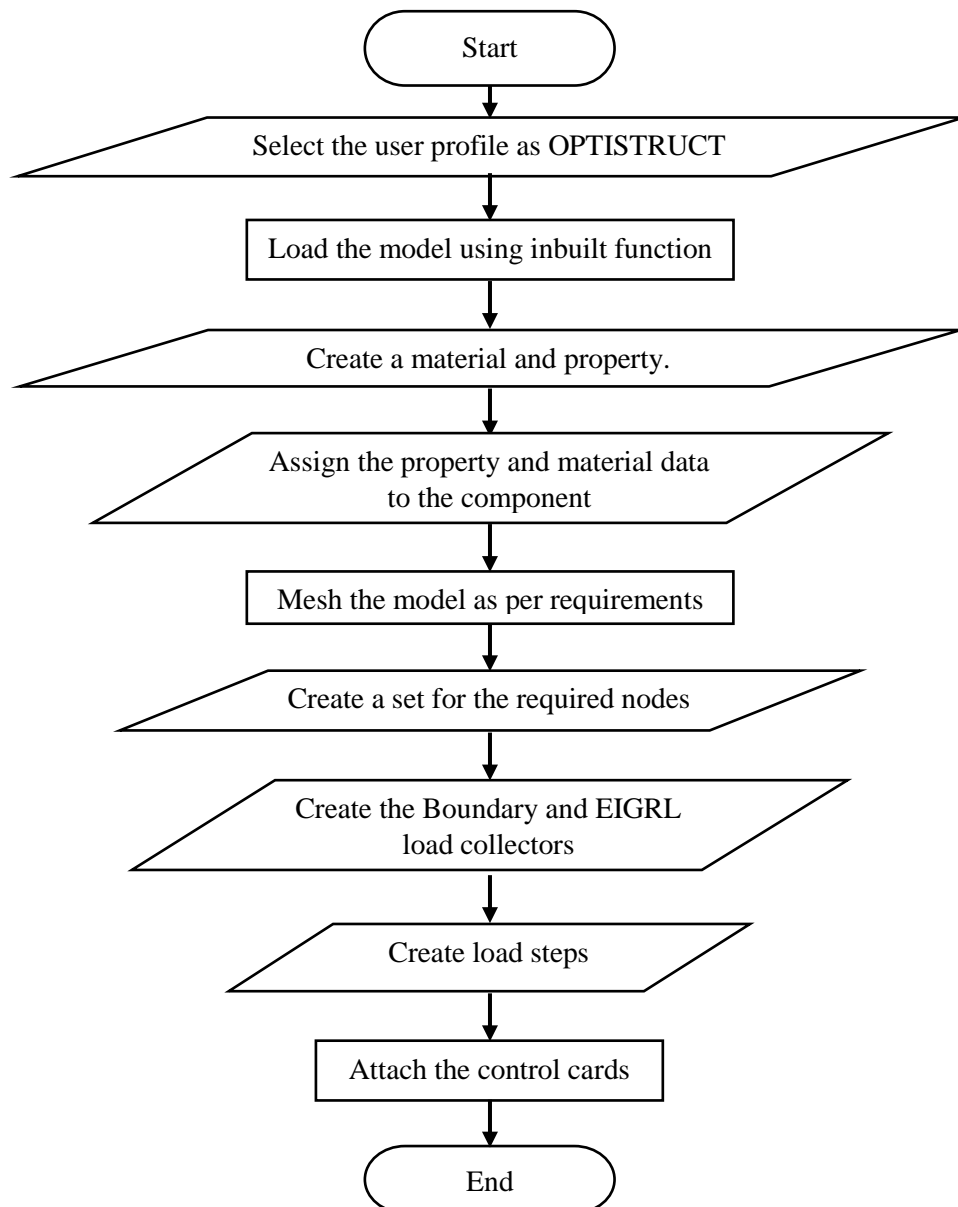 Start
Select the user profile as OPTISTRUCT
Load the model using inbuilt function
Create a material and property.
Assign the property and material data
to the component
Mesh the model as per requirements
Create a set for the required nodes
Create the Boundary and EIGRL
load collectors
Create load steps
Attach the control cards
End